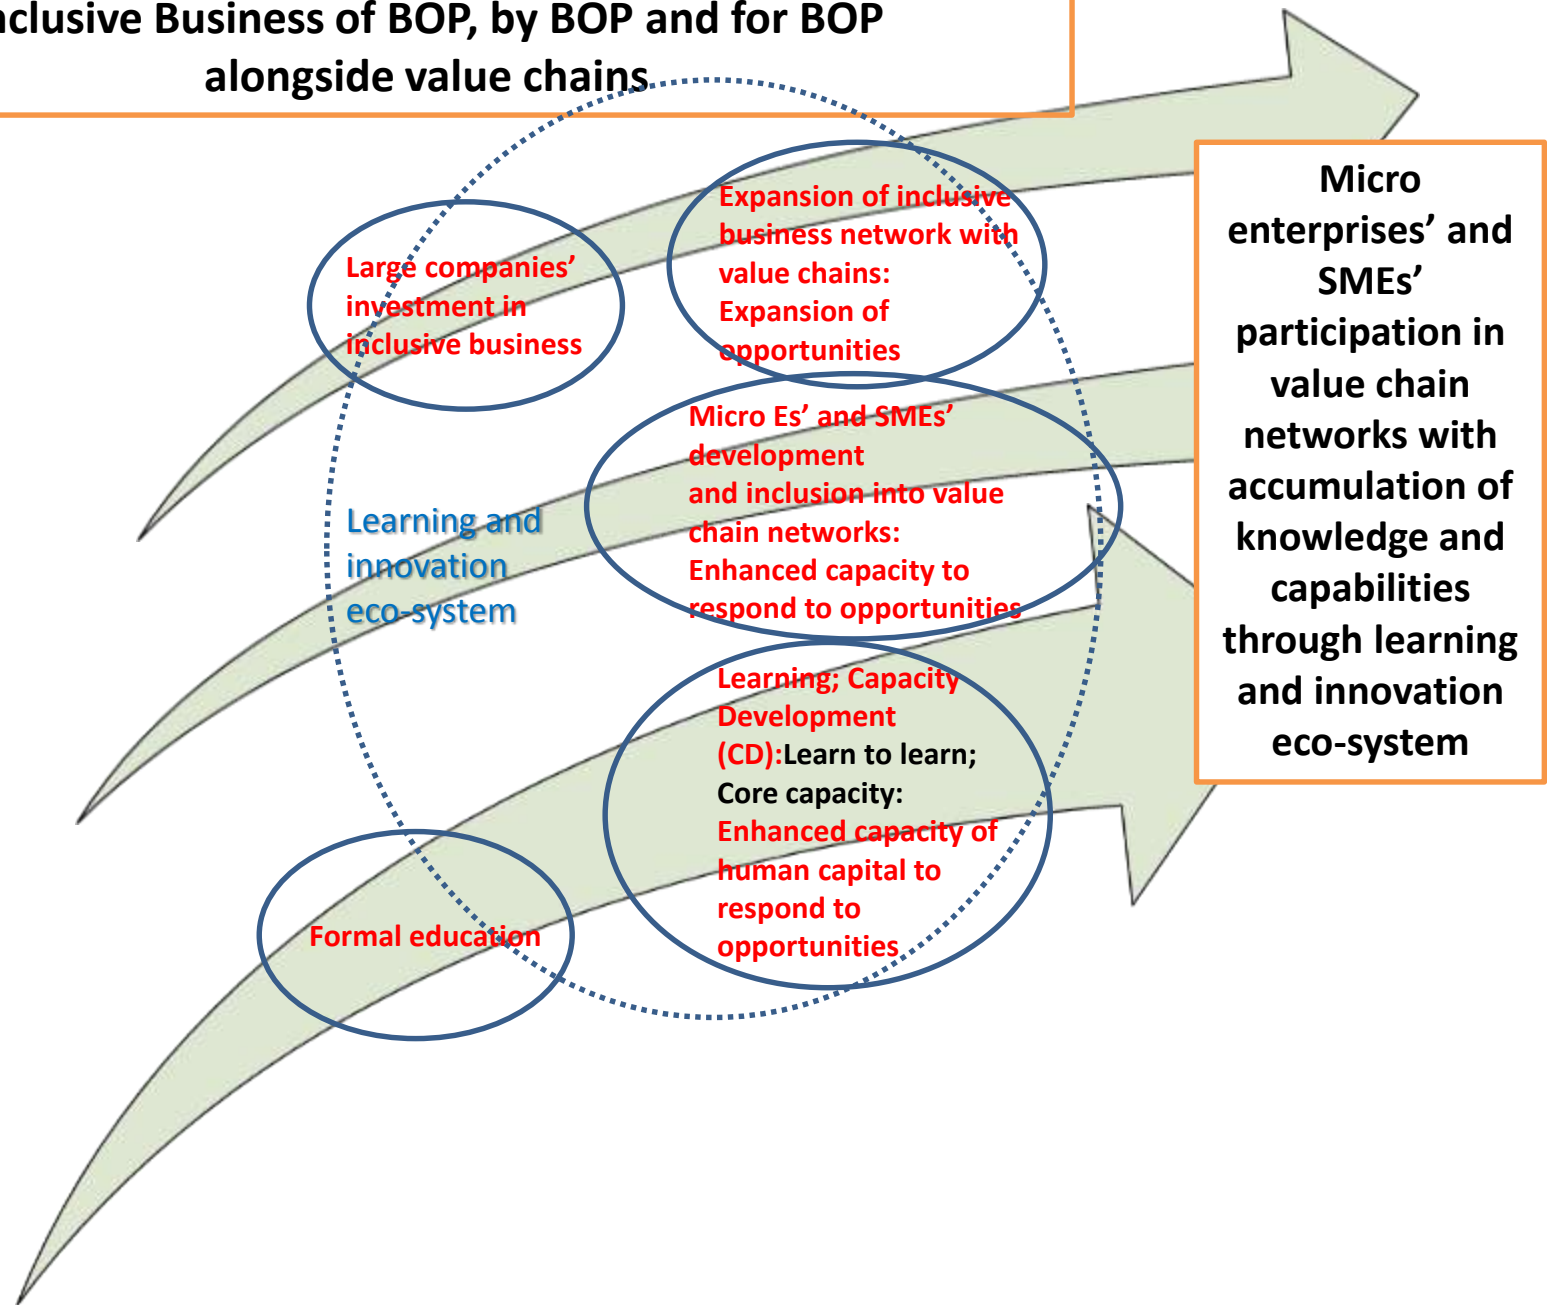 nclusive Business of BOP, by BOP and for BOP
alongside value chains
Expansion of inclusive
business network with
value chains:
Expansion of
opportunities
Large companies’
investment in
inclusive business
Micro Es’ and SMEs’
development
and inclusion into value
chain networks:
Enhanced capacity to
respond to opportunities
Learning and
innovation
eco-system
Learning; Capacity
Development
(CD):Learn to learn;
Core capacity:
Enhanced capacity of
human capital to
respond to
opportunities
Formal education
Micro
enterprises’ and
SMEs’
participation in
value chain
networks with
accumulation of
knowledge and
capabilities
through learning
and innovation
eco-system